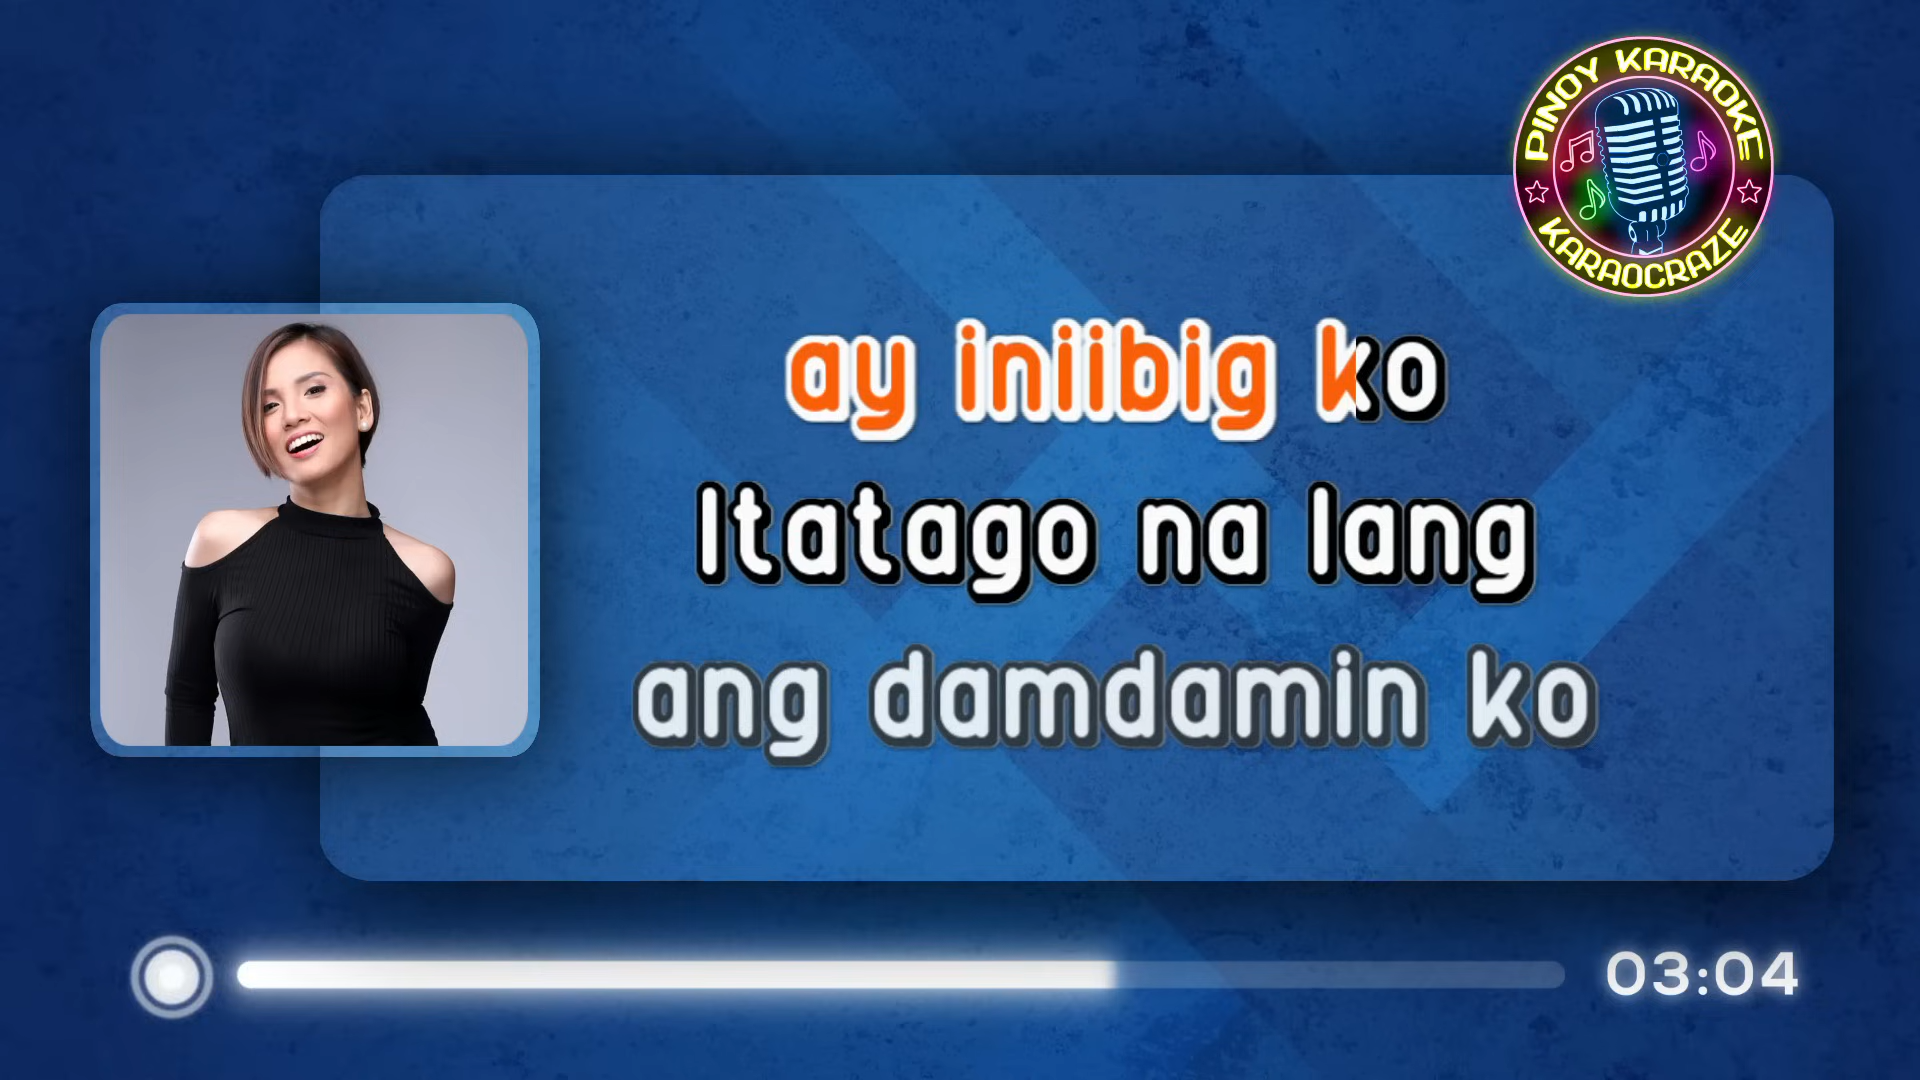 PINOY KARAOKE
KARAOCRAZE
ay iniibig ko
Itatago na lang
ang damdamin ko
03:04